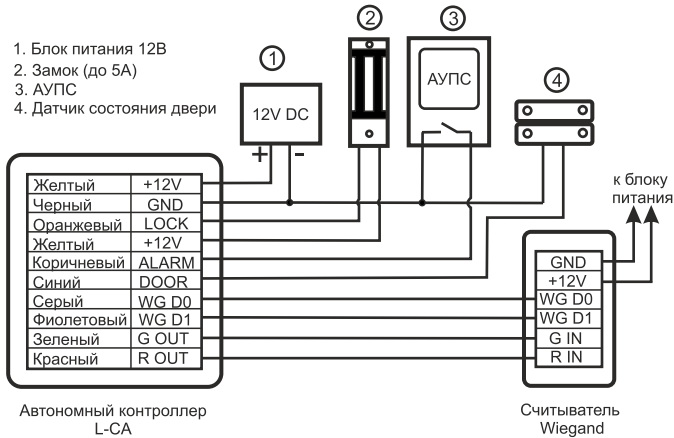 1. Блок питания 12В
2. Замок (до 5А)
3. АУПС
4. Датчик состояния двери
1
2
3
4
12V DC
+ -
АУПС
к блоку
питания
Желтый +12V
Черный GND
Оранжевый LOCK
Желтый +12V
Коричневый ALARM
Синий DOOR
Серый WG D0
Фиолетовый WG D1
Зеленый G OUT
Красный R OUT
GND
+12V
WG D0
WG D1
G IN
R IN
Автономный контроллер
L-CA
Считыватель
Wiegand